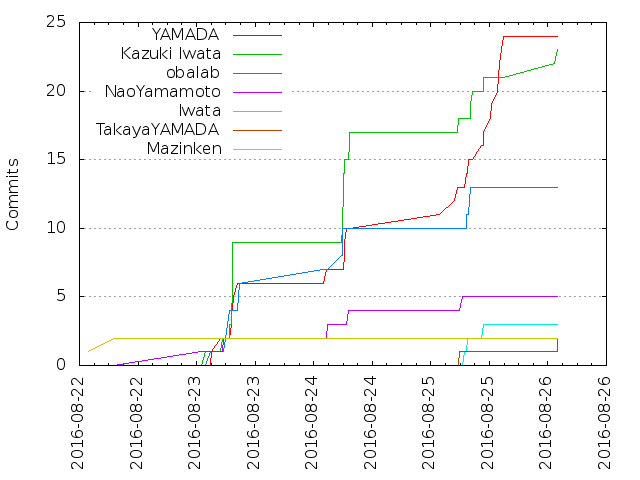 25
20
15
10
5
0
Commits
YAMADA
Kazuki Iwata
obalab
NaoYamamoto
Iwata
TakayaYAMADA
Mazinken
2016-08-22
2016-08-22
2016-08-23
2016-08-23
2016-08-24
2016-08-24
2016-08-25
2016-08-25
2016-08-26
2016-08-26